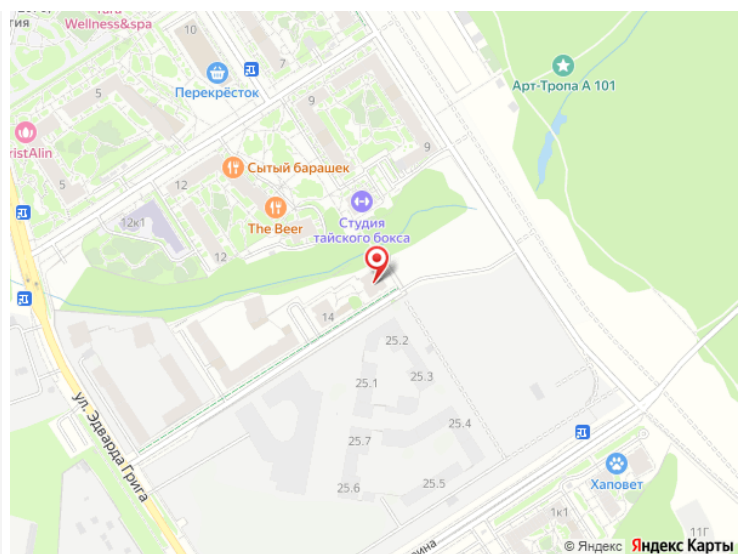 Wellness&spa
тия
10
Перекрёсток
5
9
Арт-Тропа А 101
ristAlin
5
9
12
Сытый барашек
12к1
The Beer
Студия
тайского бокса
12
14
25.2
25.1
25.3
25.4
25.7
25.6
25.5
ул. Эдварда Грига
Хаповет
1к1
11Г
рина
© Яндекс Яндекс Карты